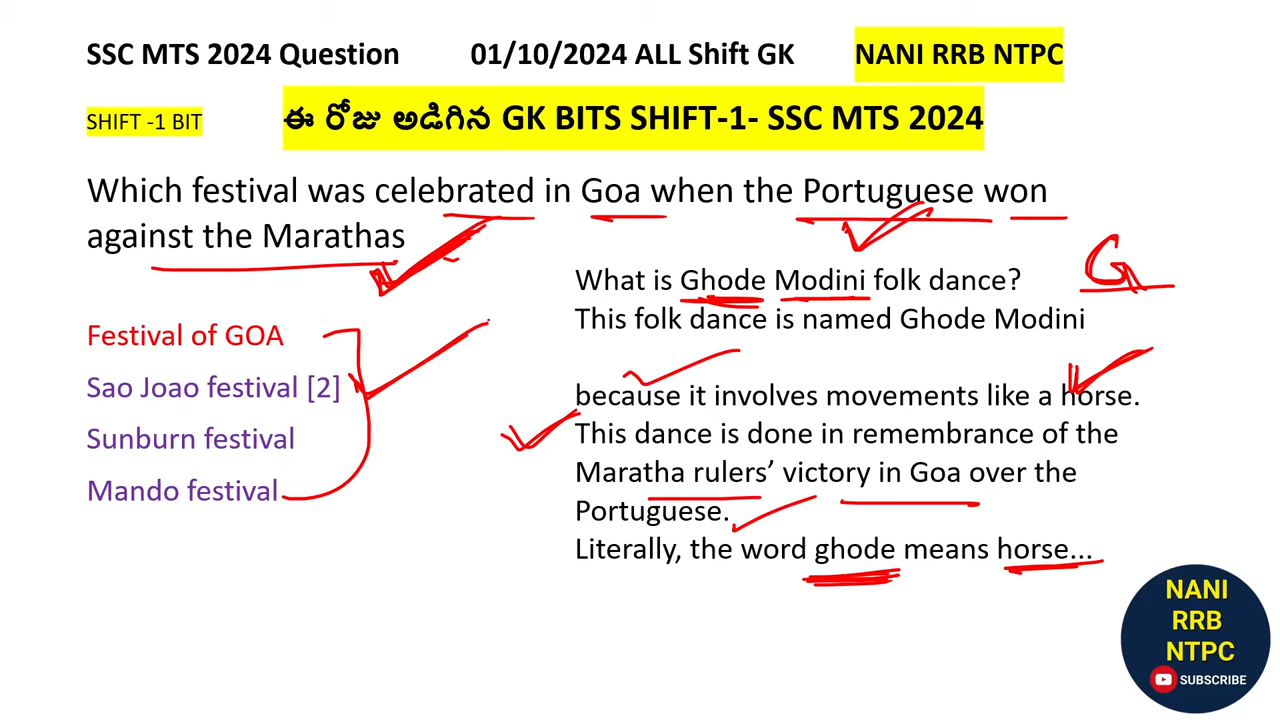 SSC MTS 2024 Question 01/10/2024 ALL Shift GK NANI RRB NTPC
SHIFT -1 BIT ఈ రోజు అడిగిన GK BITS SHIFT-1- SSC MTS 2024
Which festival was celebrated in Goa when the Portuguese won
against the Marathas
Festival of GOA
Sao Joao festival [2]
Sunburn festival
Mando festival
What is Ghode Modini folk dance?
This folk dance is named Ghode Modini
because it involves movements like a horse.
This dance is done in remembrance of the
Maratha rulers’ victory in Goa over the
Portuguese.
Literally, the word ghode means horse...
NANI
RRB
NTPC
SUBSCRIBE